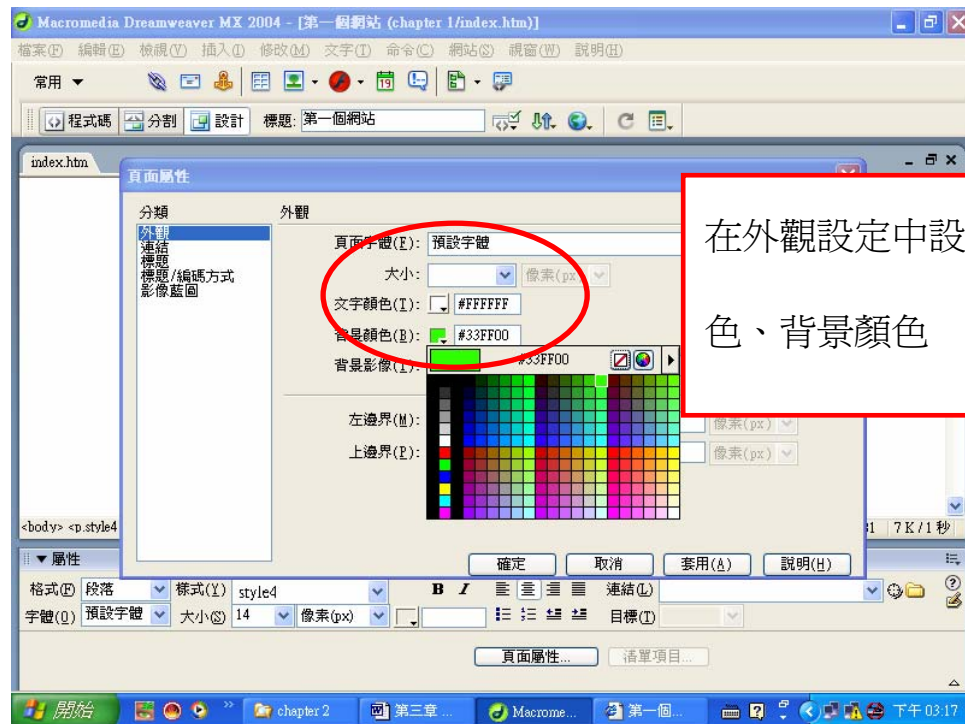 Macromedia Dreamweaver MX 2004 - [第一個網站 (chapter 1/index.htm)]
檔案(F) 編輯(E) 檢視(V) 插入(I) 修改(M) 文字(T) 命令(C) 網站(S) 視窗(W) 說明(H)
常用
19
程式碼 分割 設計 標題: 第一個網站
index.htm
頁面屬性
分類
外觀
連結
標題
標題/編碼方式
影像藍圖
外觀
頁面字體(F): 預設字體
大小: 像素(px)
文字顏色(T): #FFFFFF
背景顏色(B): #33FF00
背景影像(I): #33FF00
左邊界(M): 像素(px)
上邊界(P): 像素(px)
在外觀設定中設
色、背景顏色
確定 取消 套用(A) 說明(H)
<body> <p.style4
7K/1秒
屬性
格式(F) 段落 樣式(Y) style4 B I 連結(L)
字體(O) 預設字體 大小(S) 14 像素(px) 目標(T)
頁面屬性... 清單項目...
開始 chapter 2 第三章 ... Macrome... 第一個... 下午 03:17